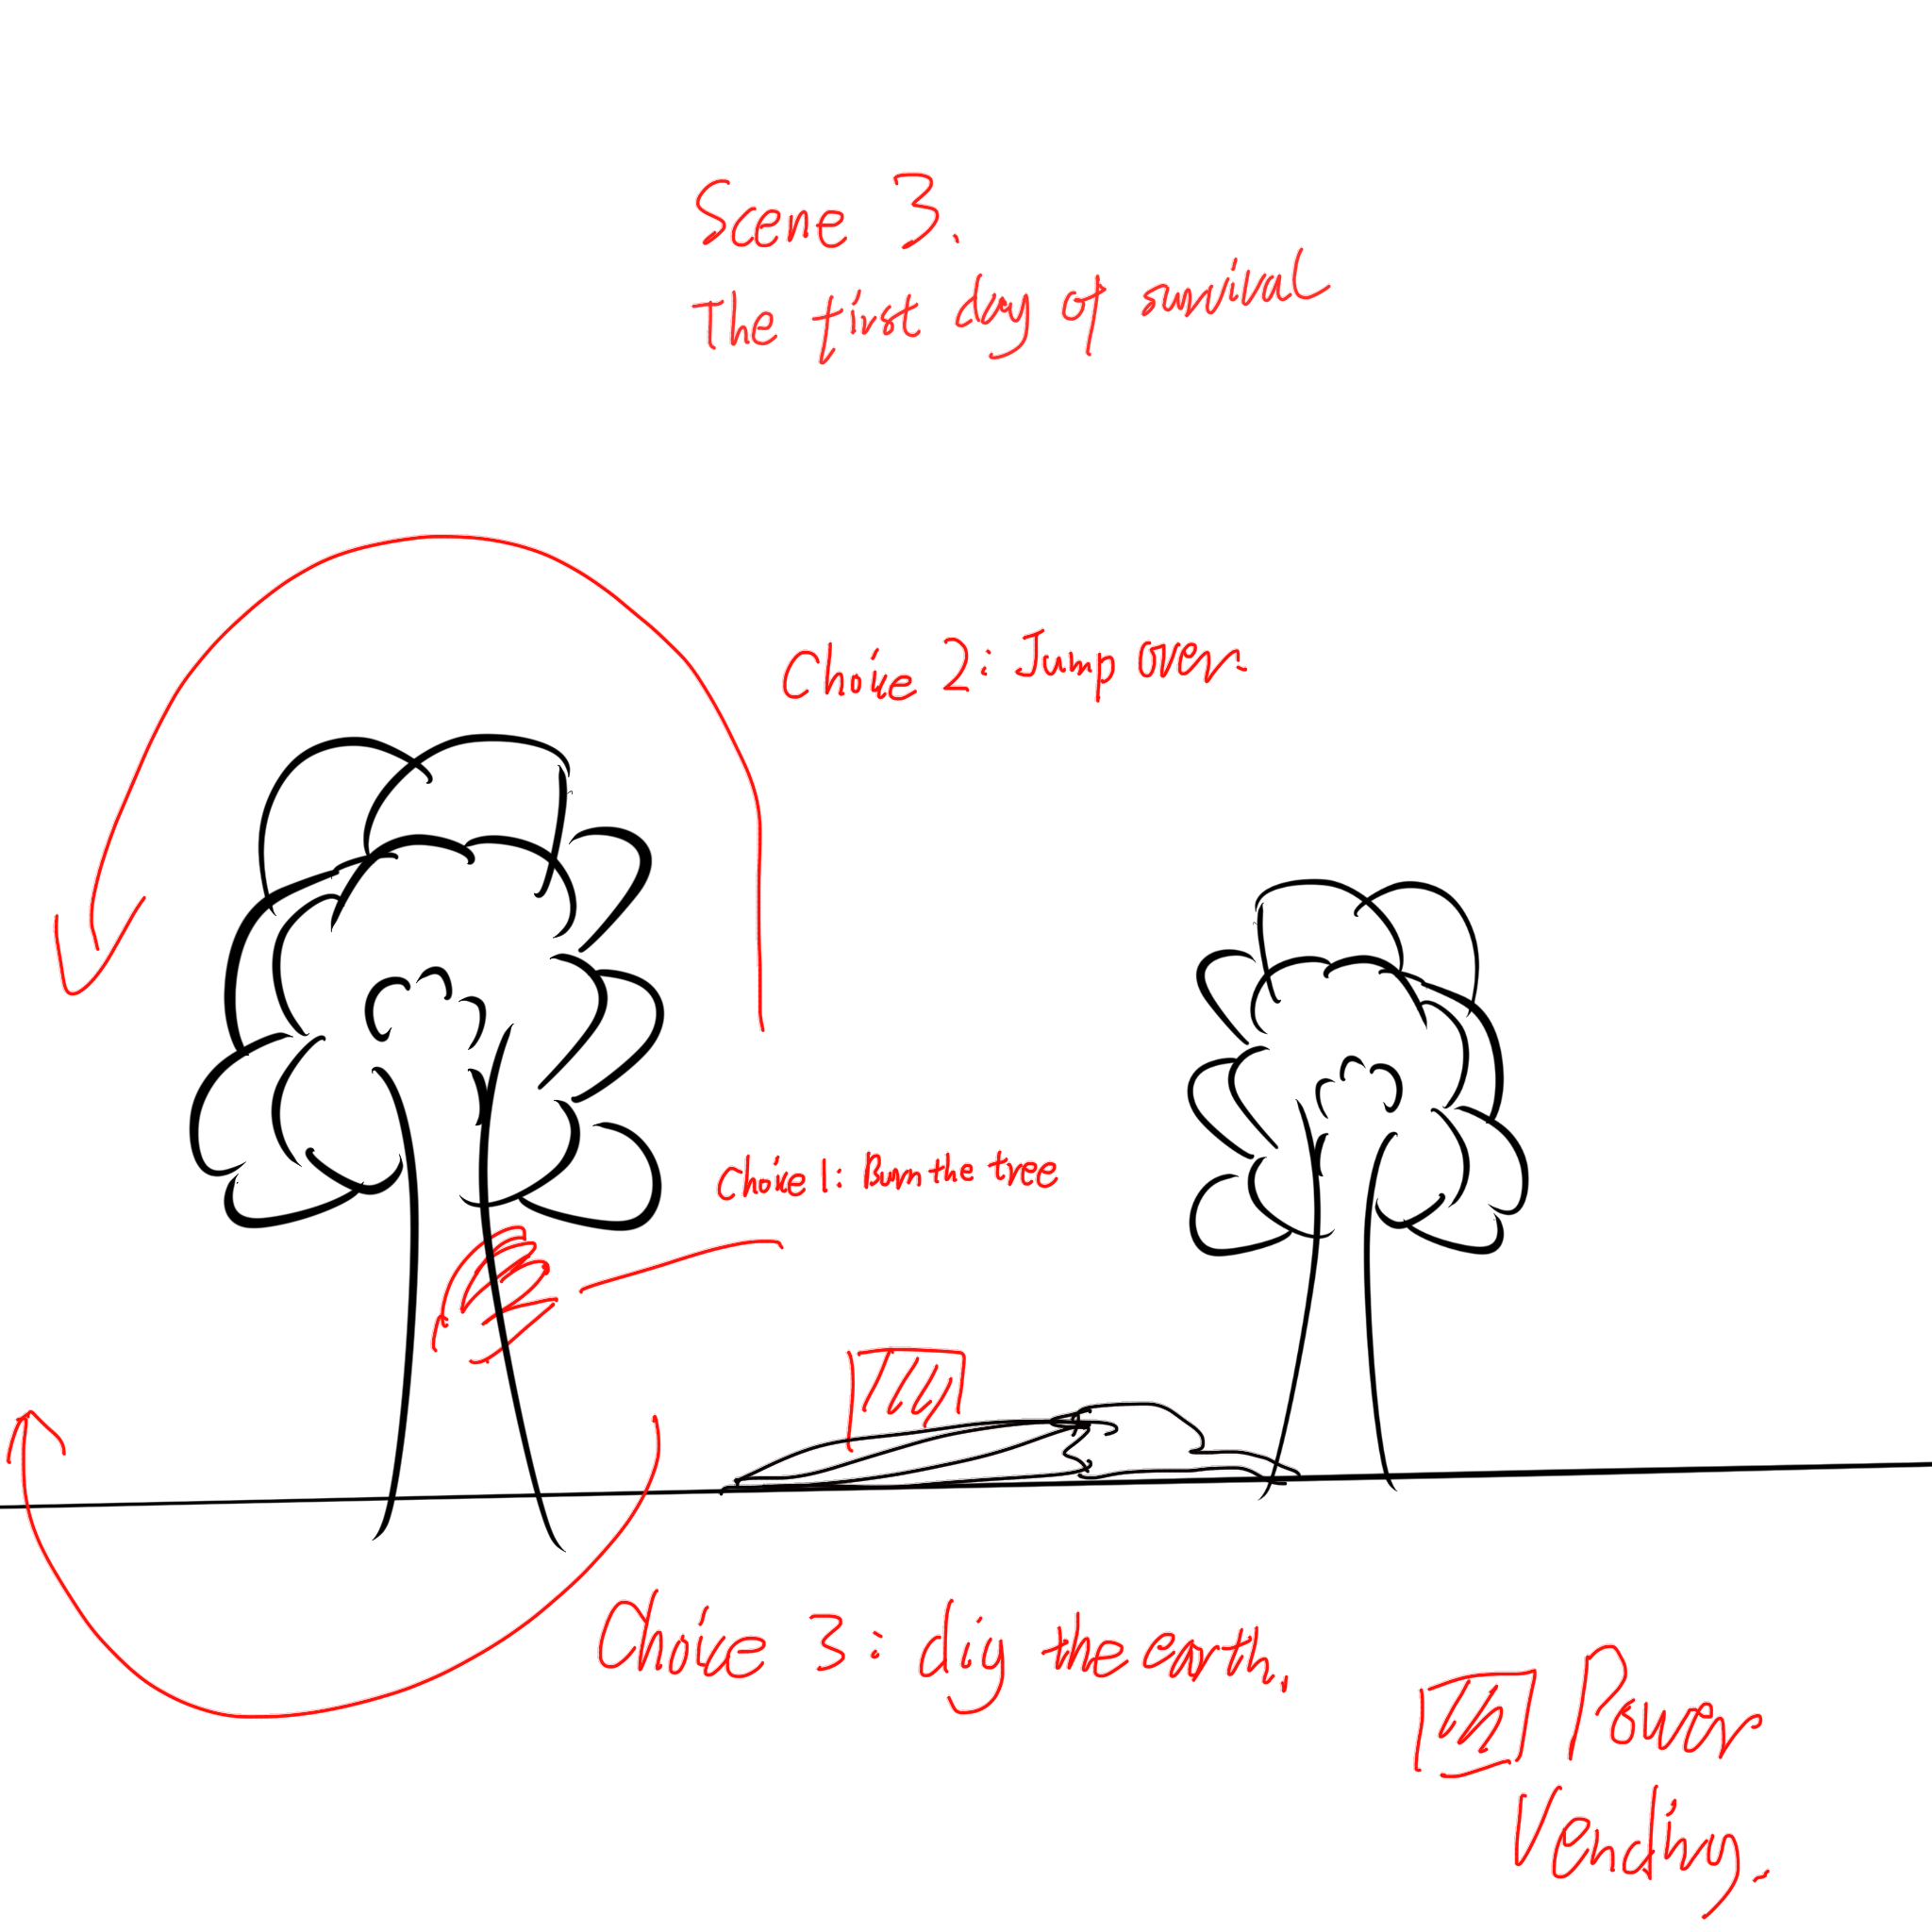 Scene 3.
The first day of survival
Choice 2: Jump over.
Choice 1: Burn the tree
Choice 3: dig the earth.
Power
Vending.